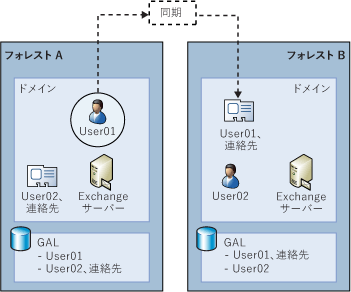 同期
フォレスト A
ドメイン
User01
User02、
連絡先
Exchange
サーバー
GAL
- User01
- User02、連絡先
フォレスト B
ドメイン
User01、
連絡先
User02
Exchange
サーバー
GAL
- User01、連絡先
- User02